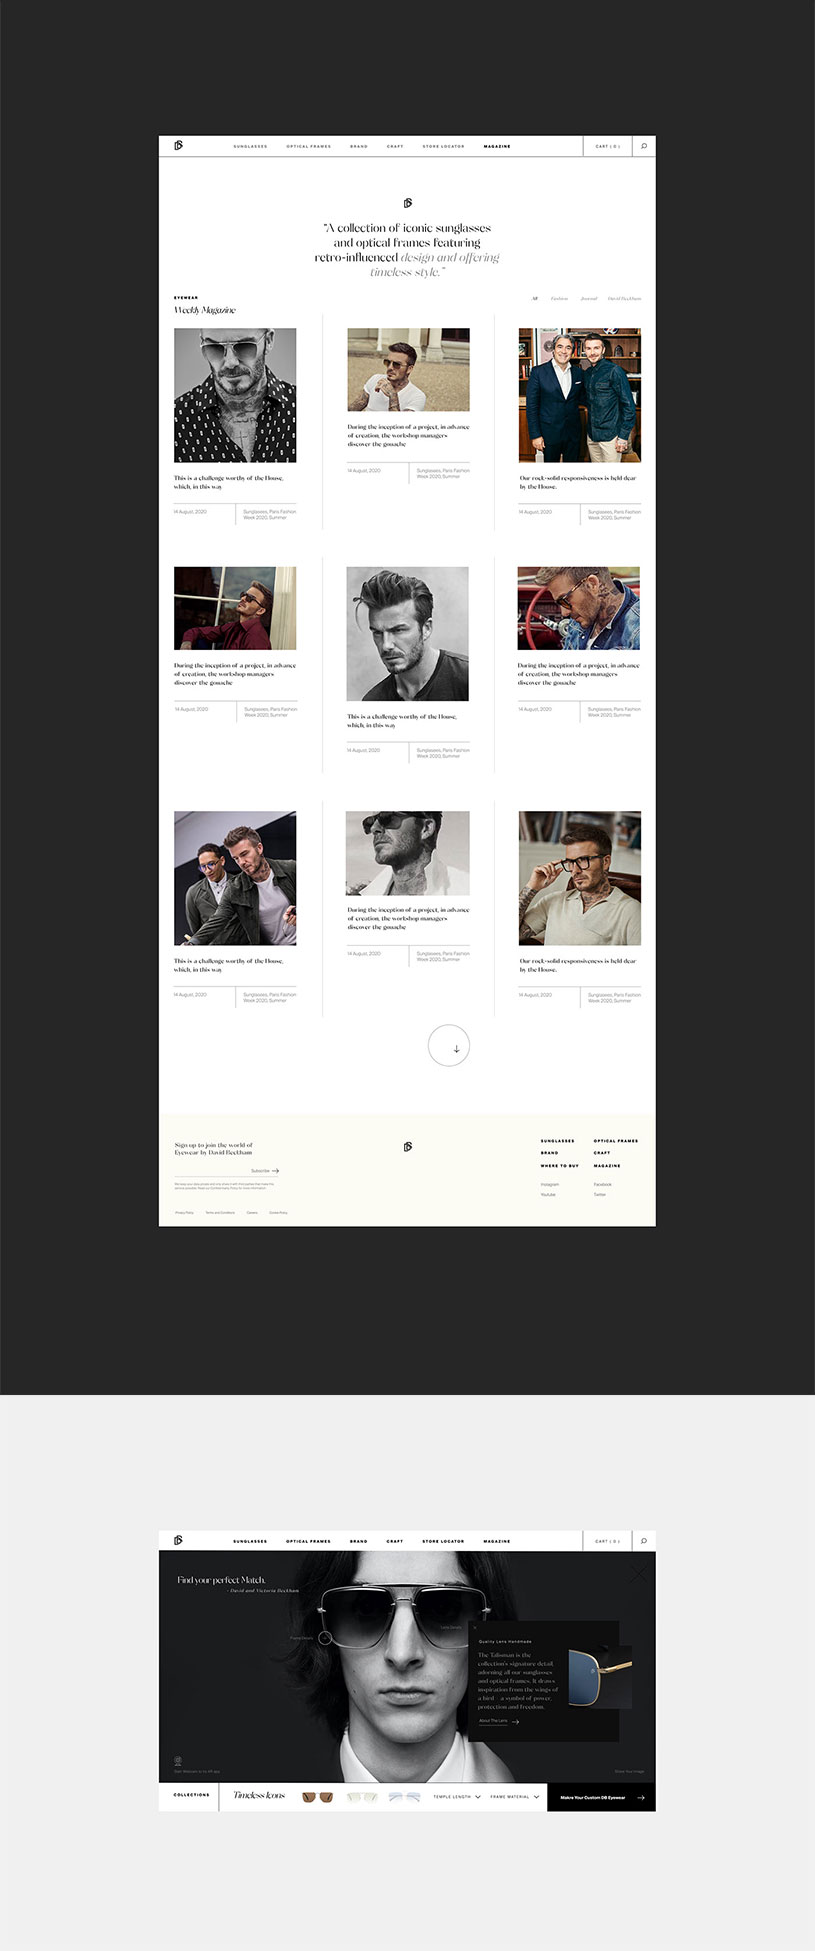 SUNGLASSES
OPTICAL FRAMES
BRAND
CRAFT
STORE LOCATOR
MAGAZINE
CART ( 0 )
"A collection of iconic sunglasses
and optical frames featuring
retro-influenced design and offering
timeless style."
EYEWEAR
Weekly Magazine
All
Fashion
Journal
David Beckham
This is a challenge worthy of the House,
which, in this way
14 August, 2020
Sunglasses, Paris Fashion
Week 2020, Summer
During the inception of a project, in advance
of creation, the workshop managers
discover the gouache
14 August, 2020
Sunglasses, Paris Fashion
Week 2020, Summer
Our rock-solid responsiveness is held dear
by the House.
14 August, 2020
Sunglasses, Paris Fashion
Week 2020, Summer
During the inception of a project, in advance
of creation, the workshop managers
discover the gouache
14 August, 2020
Sunglasses, Paris Fashion
Week 2020, Summer
This is a challenge worthy of the House,
which, in this way
14 August, 2020
Sunglasses, Paris Fashion
Week 2020, Summer
During the inception of a project, in advance
of creation, the workshop managers
discover the gouache
14 August, 2020
Sunglasses, Paris Fashion
Week 2020, Summer
This is a challenge worthy of the House,
which, in this way
14 August, 2020
Sunglasses, Paris Fashion
Week 2020, Summer
During the inception of a project, in advance
of creation, the workshop managers
discover the gouache
14 August, 2020
Sunglasses, Paris Fashion
Week 2020, Summer
Our rock-solid responsiveness is held dear
by the House.
14 August, 2020
Sunglasses, Paris Fashion
Week 2020, Summer
Sign up to join the world of
Eyewear by David Beckham
Subscribe
Privacy Policy
Terms and Conditions
Careers
Cookie Policy
SUNGLASSES
OPTICAL FRAMES
BRAND
CRAFT
WHERE TO BUY
MAGAZINE
Instagram
Facebook
Youtube
Twitter
SUNGLASSES
OPTICAL FRAMES
BRAND
CRAFT
STORE LOCATOR
MAGAZINE
CART ( 0 )
Find your perfect Match.
- David and Victoria Beckham
Frame Details
Lens Details
Quality Lens Handmade
The Talisman is the
collection's signature detail,
adorning all our sunglasses
and optical frames. It draws
inspiration from the wings of
a bird – a symbol of power,
protection and freedom.
About The Lens
Share Your Image
COLLECTIONS
Timeless Icons
TEMPLE LENGTH
FRAME MATERIAL
Makre Your Custom DB Eyewear